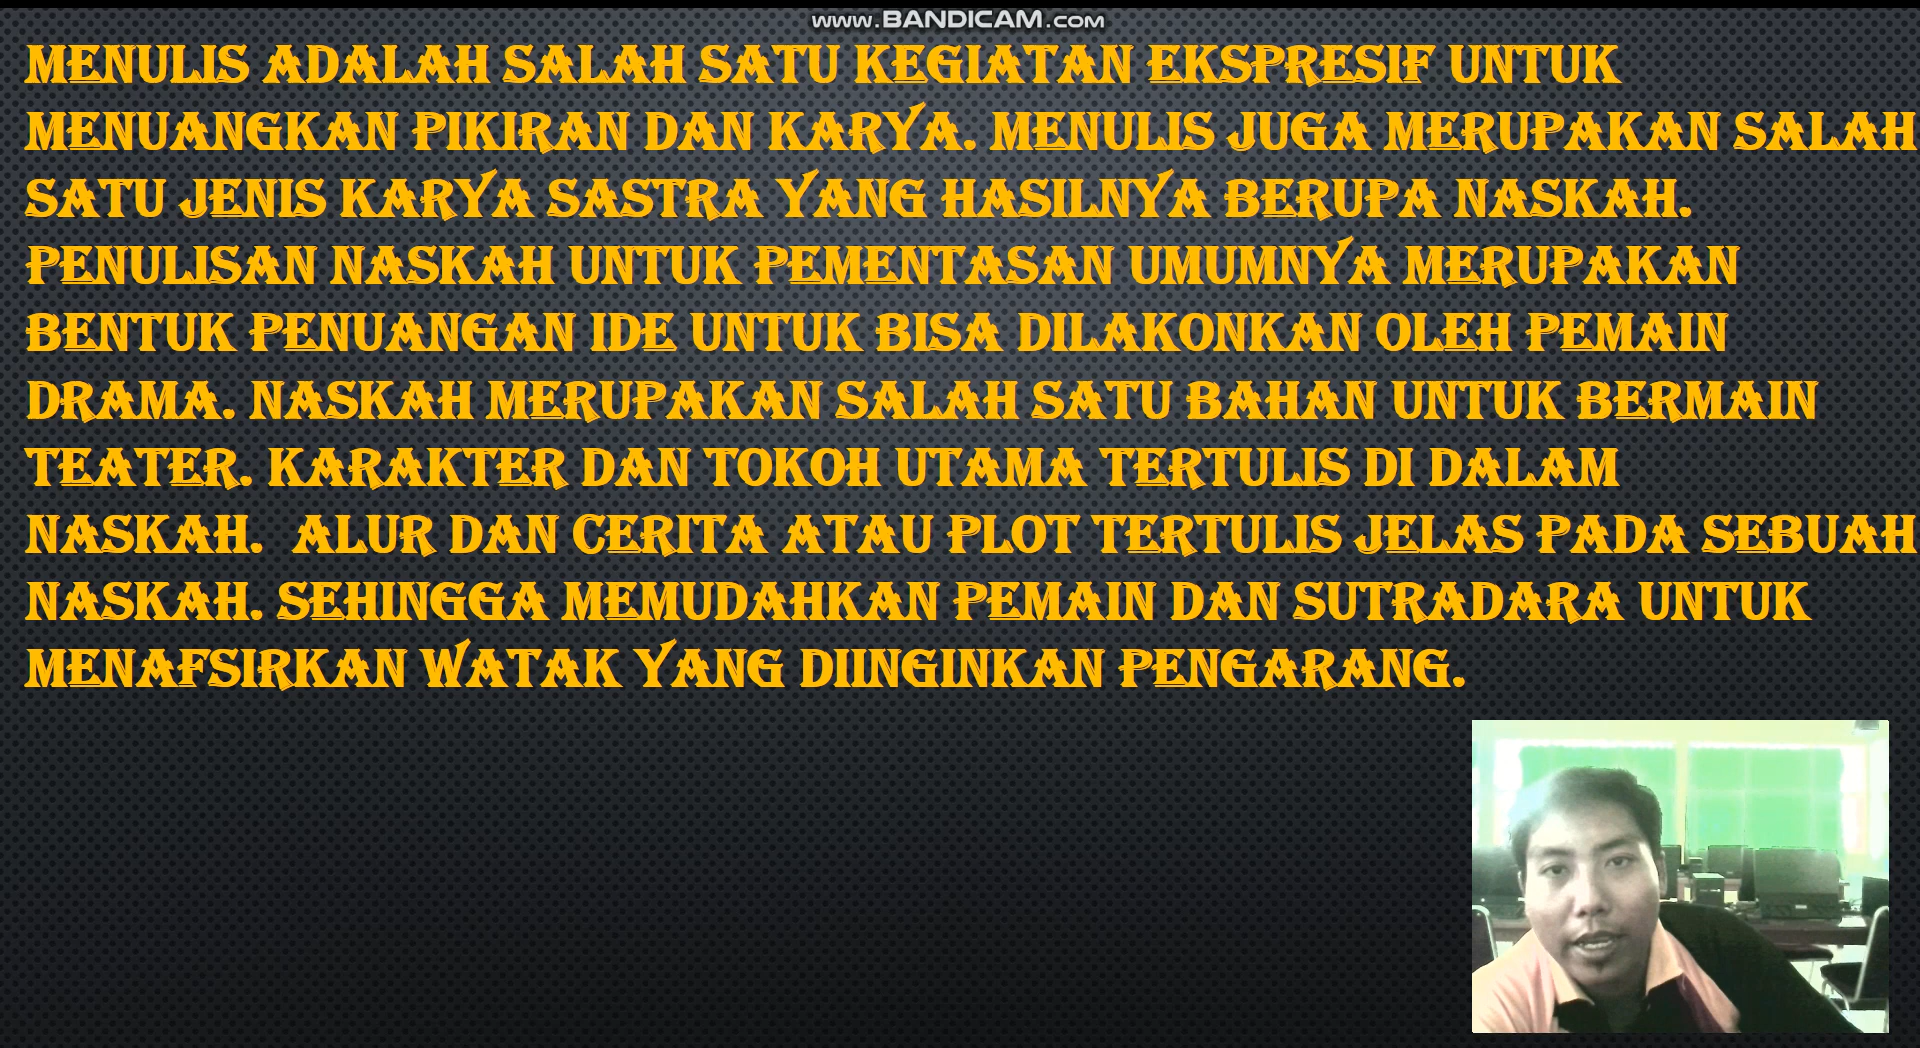 www.BANDICAM.com
MENULIS ADALAH SALAH SATU KEGIATAN EKSPRESIF UNTUK
MENUANGKAN PIKIRAN DAN KARYA. MENULIS JUGA MERUPAKAN SALAH
SATU JENIS KARYA SASTRA YANG HASILNYA BERUPA NASKAH.
PENULISAN NASKAH UNTUK PEMENTASAN UMUMNYA MERUPAKAN
BENTUK PENUANGAN IDE UNTUK BISA DILAKONKAN OLEH PEMAIN
DRAMA. NASKAH MERUPAKAN SALAH SATU BAHAN UNTUK BERMAIN
TEATER. KARAKTER DAN TOKOH UTAMA TERTULIS DI DALAM
NASKAH.  ALUR DAN CERITA ATAU PLOT TERTULIS JELAS PADA SEBUAH
NASKAH. SEHINGGA MEMUDAHKAN PEMAIN DAN SUTRADARA UNTUK
MENAFSIRKAN WATAK YANG DIINGINKAN PENGARANG.